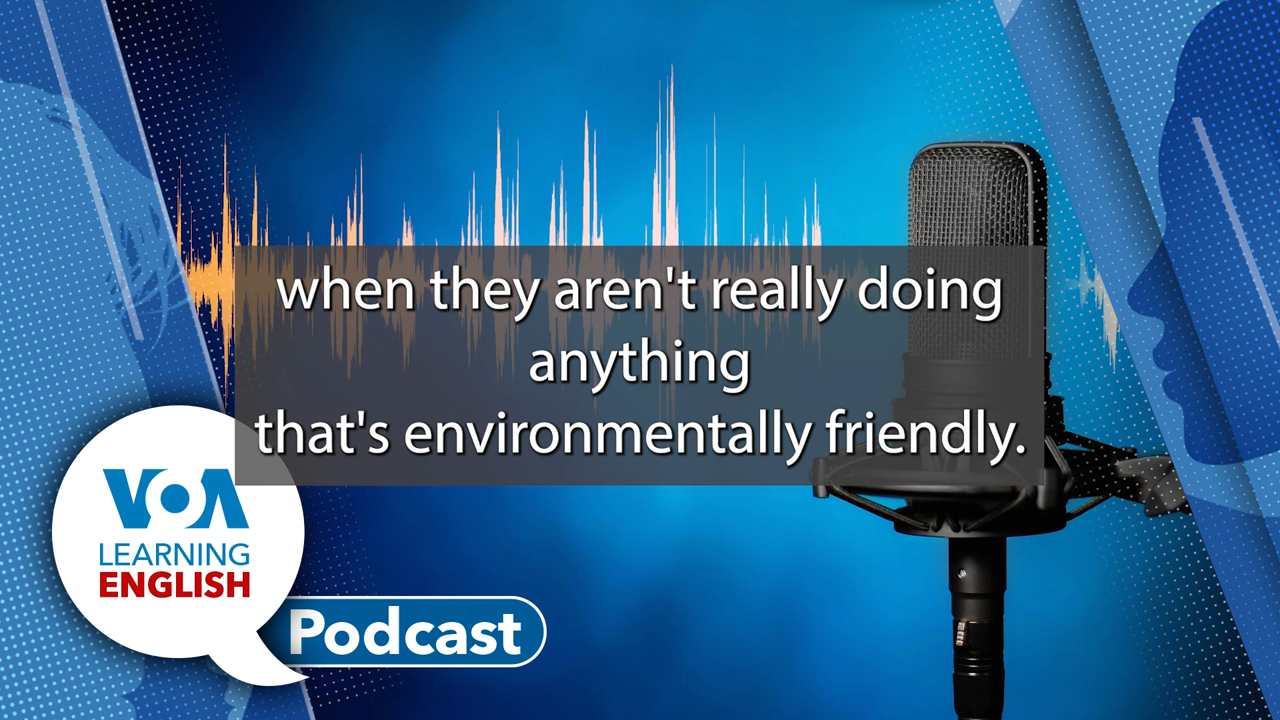 when they aren't really doing
anything
that's environmentally friendly.
VOA
LEARNING
ENGLISH
Podcast